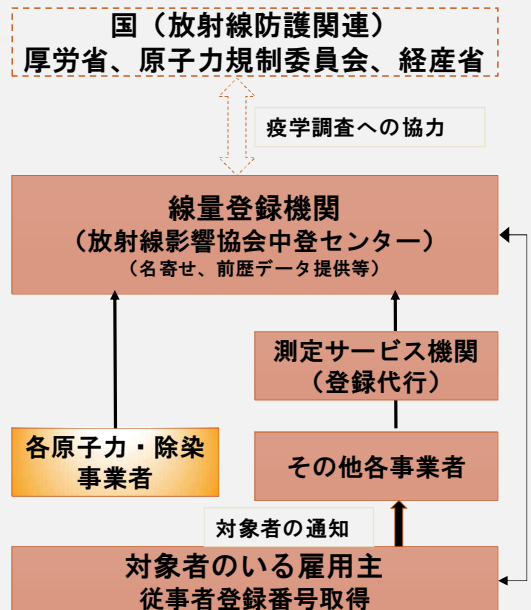 国（放射線防護関連）
厚労省、原子力規制委員会、経産省
疫学調査への協力
線量登録機関
（放射線影響協会中登センター）
（名寄せ、前歴データ提供等）
測定サービス機関
（登録代行）
各原子力・除染
事業者
その他各事業者
対象者の通知
対象者のいる雇用主
従事者登録番号取得